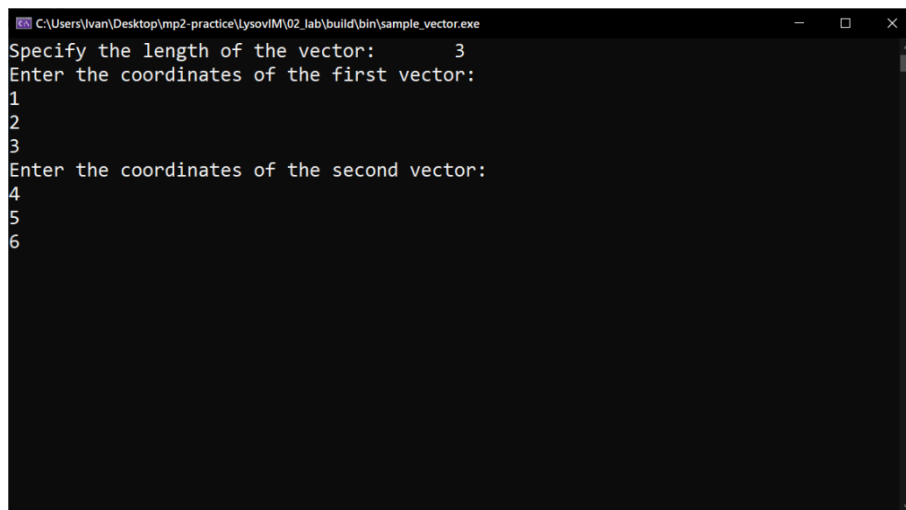 C:\Users\Ivan\Desktop\mp2-practice\LysovIM\02_lab\build\bin\sample_vector.exe
Specify the length of the vector:       3
Enter the coordinates of the first vector:
1
2
3
Enter the coordinates of the second vector:
4
5
6